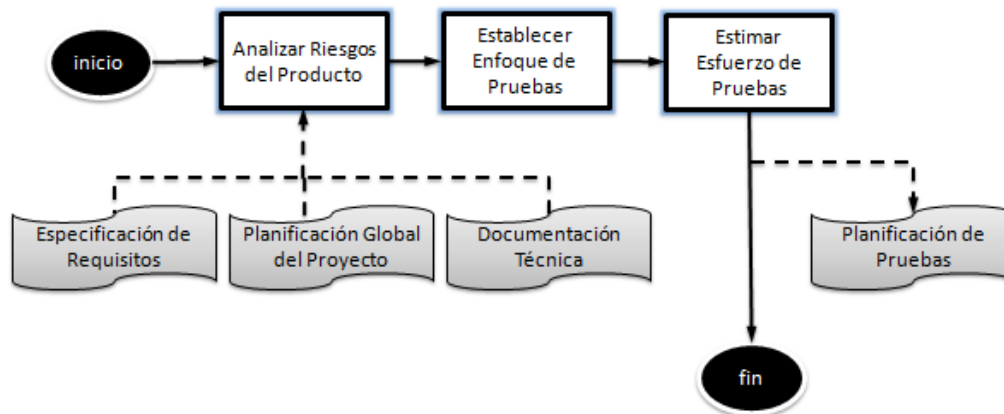 inicio
Analizar Riesgos
del Producto
Establecer
Enfoque de
Pruebas
Estimar
Esfuerzo de
Pruebas
Especificación de
Requisitos
Planificación Global
del Proyecto
Documentación
Técnica
Planificación de
Pruebas
fin